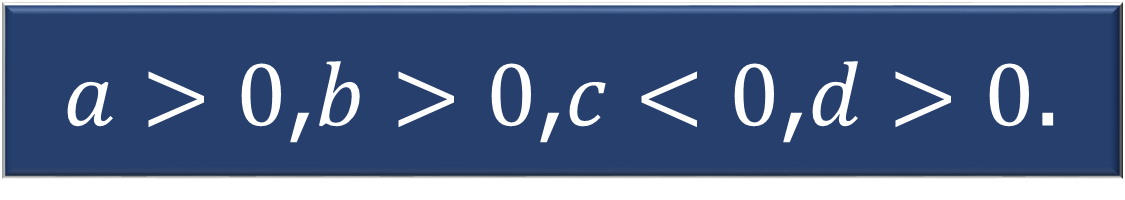 a > 0,b > 0,c < 0,d > 0.